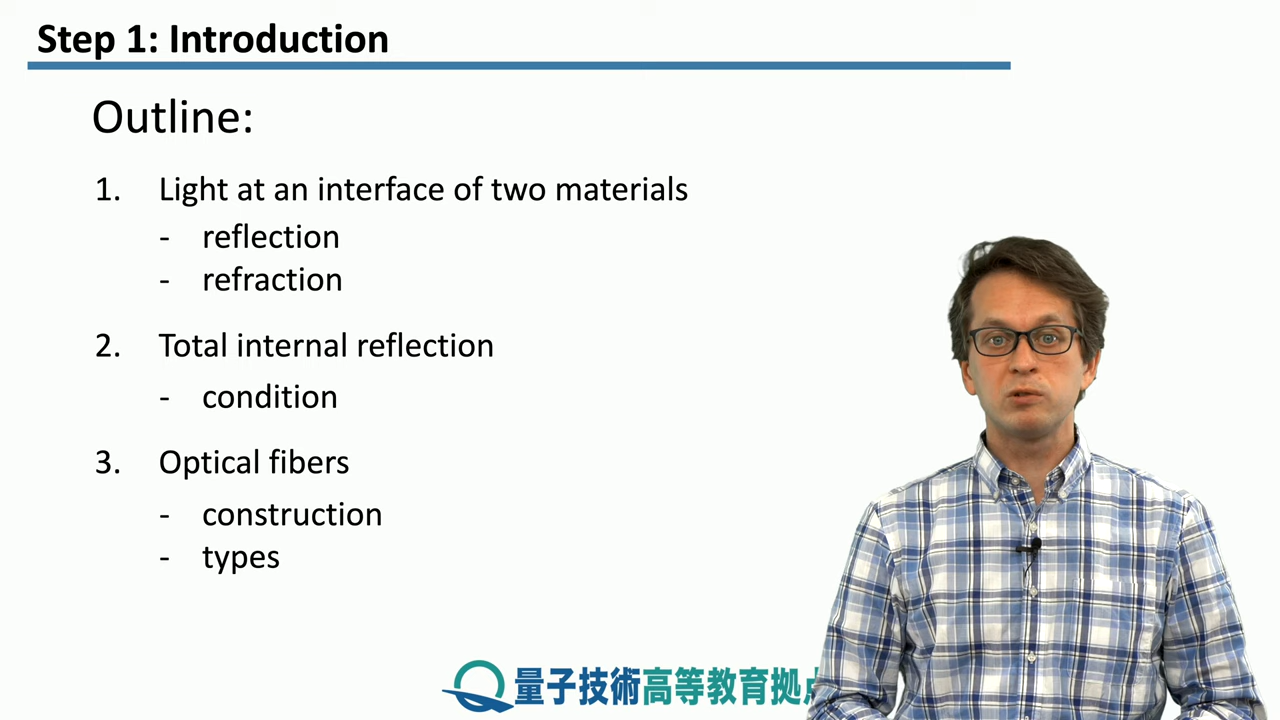 Step 1: Introduction
Outline:
1. Light at an interface of two materials
- reflection
- refraction
2. Total internal reflection
- condition
3. Optical fibers
- construction
- types
量子技術高等教育拠点